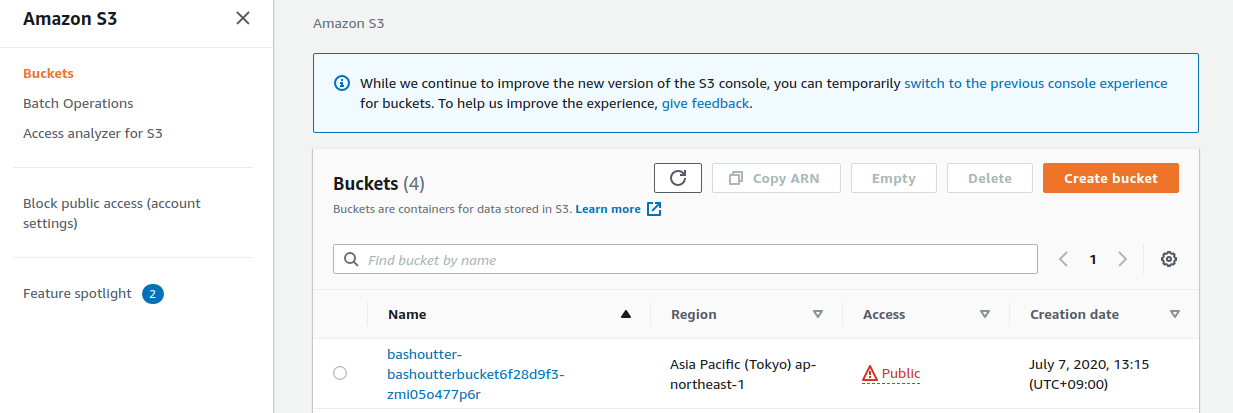 Amazon S3
Buckets
Batch Operations
Access analyzer for S3
Block public access (account
settings)
Feature spotlight 2
Amazon S3
While we continue to improve the new version of the S3 console, you can temporarily switch to the previous console experience
for buckets. To help us improve the experience, give feedback.
Buckets (4)
Copy ARN
Empty
Delete
Create bucket
Buckets are containers for data stored in S3. Learn more
Find bucket by name
1
Name
Region
Access
Creation date
bashoutter-
bashoutterbucket6f28d9f3-
zmi05o477p6r
Asia Pacific (Tokyo) ap-
northeast-1
Public
July 7, 2020, 13:15
(UTC+09:00)